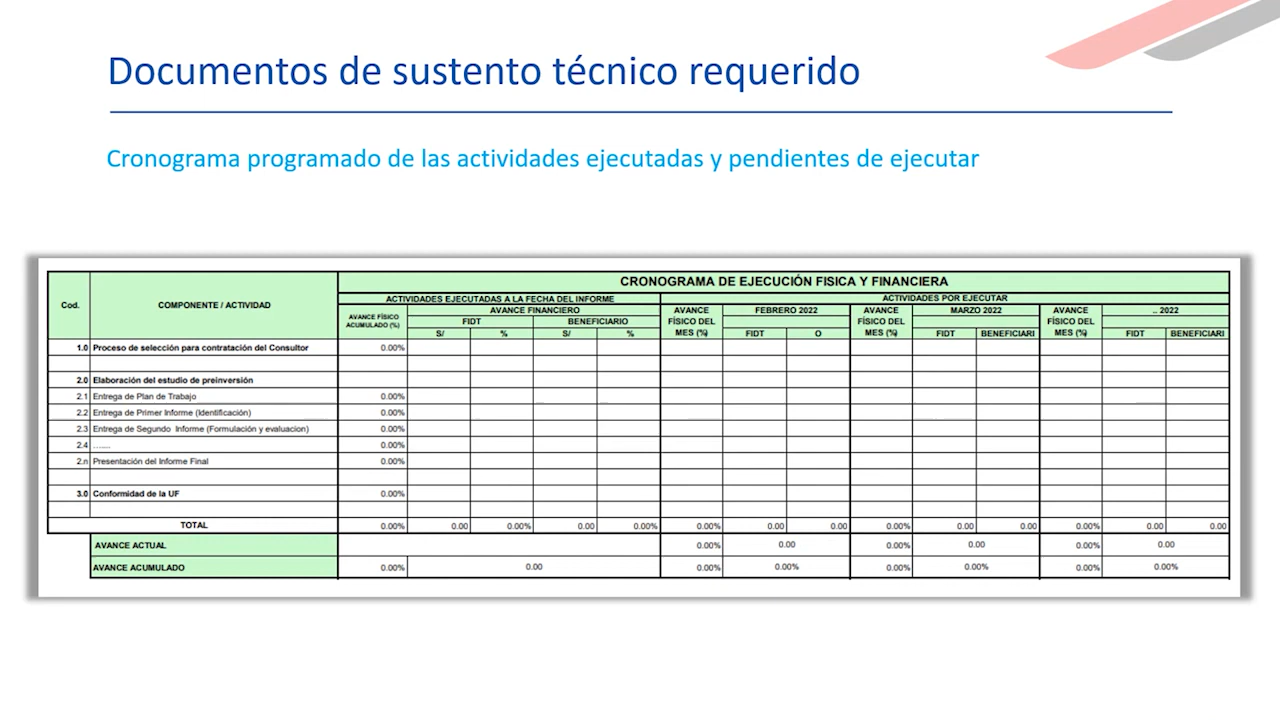 Documentos de sustento técnico requerido
Cronograma programado de las actividades ejecutadas y pendientes de ejecutar
Cod. COMPONENTE / ACTIVIDAD CRONOGRAMA DE EJECUCIÓN FISICA Y FINANCIERA
ACTIVIDADES EJECUTADAS A LA FECHA DEL INFORME ACTIVIDADES POR EJECUTAR
AVANCE FÍSICO ACUMULADO (%) AVANCE FINANCIERO AVANCE FÍSICO DEL MES (%) FEBRERO 2022 AVANCE FÍSICO DEL MES (%) MARZO 2022 AVANCE FÍSICO DEL MES (%) .. 2022
FIDT BENEFICIARIO
S/ % S/ % FIDT O FIDT BENEFICIARI FIDT BENEFICIARI
1.0 Proceso de selección para contratación del Consultor 0.00%
2.0 Elaboración del estudio de preinversión
2.1 Entrega de Plan de Trabajo 0.00%
2.2 Entrega de Primer Informe (Identificación) 0.00%
2.3 Entrega de Segundo Informe (Formulación y evaluacion) 0.00%
2.4 ....... 0.00%
2.n Presentación del Informe Final 0.00%
3.0 Conformidad de la UF 0.00%
TOTAL 0.00% 0.00 0.00% 0.00 0.00% 0.00% 0.00 0.00 0.00% 0.00 0.00 0.00% 0.00 0.00
AVANCE ACTUAL 0.00% 0.00 0.00% 0.00 0.00% 0.00
AVANCE ACUMULADO 0.00% 0.00 0.00% 0.00% 0.00% 0.00% 0.00% 0.00%